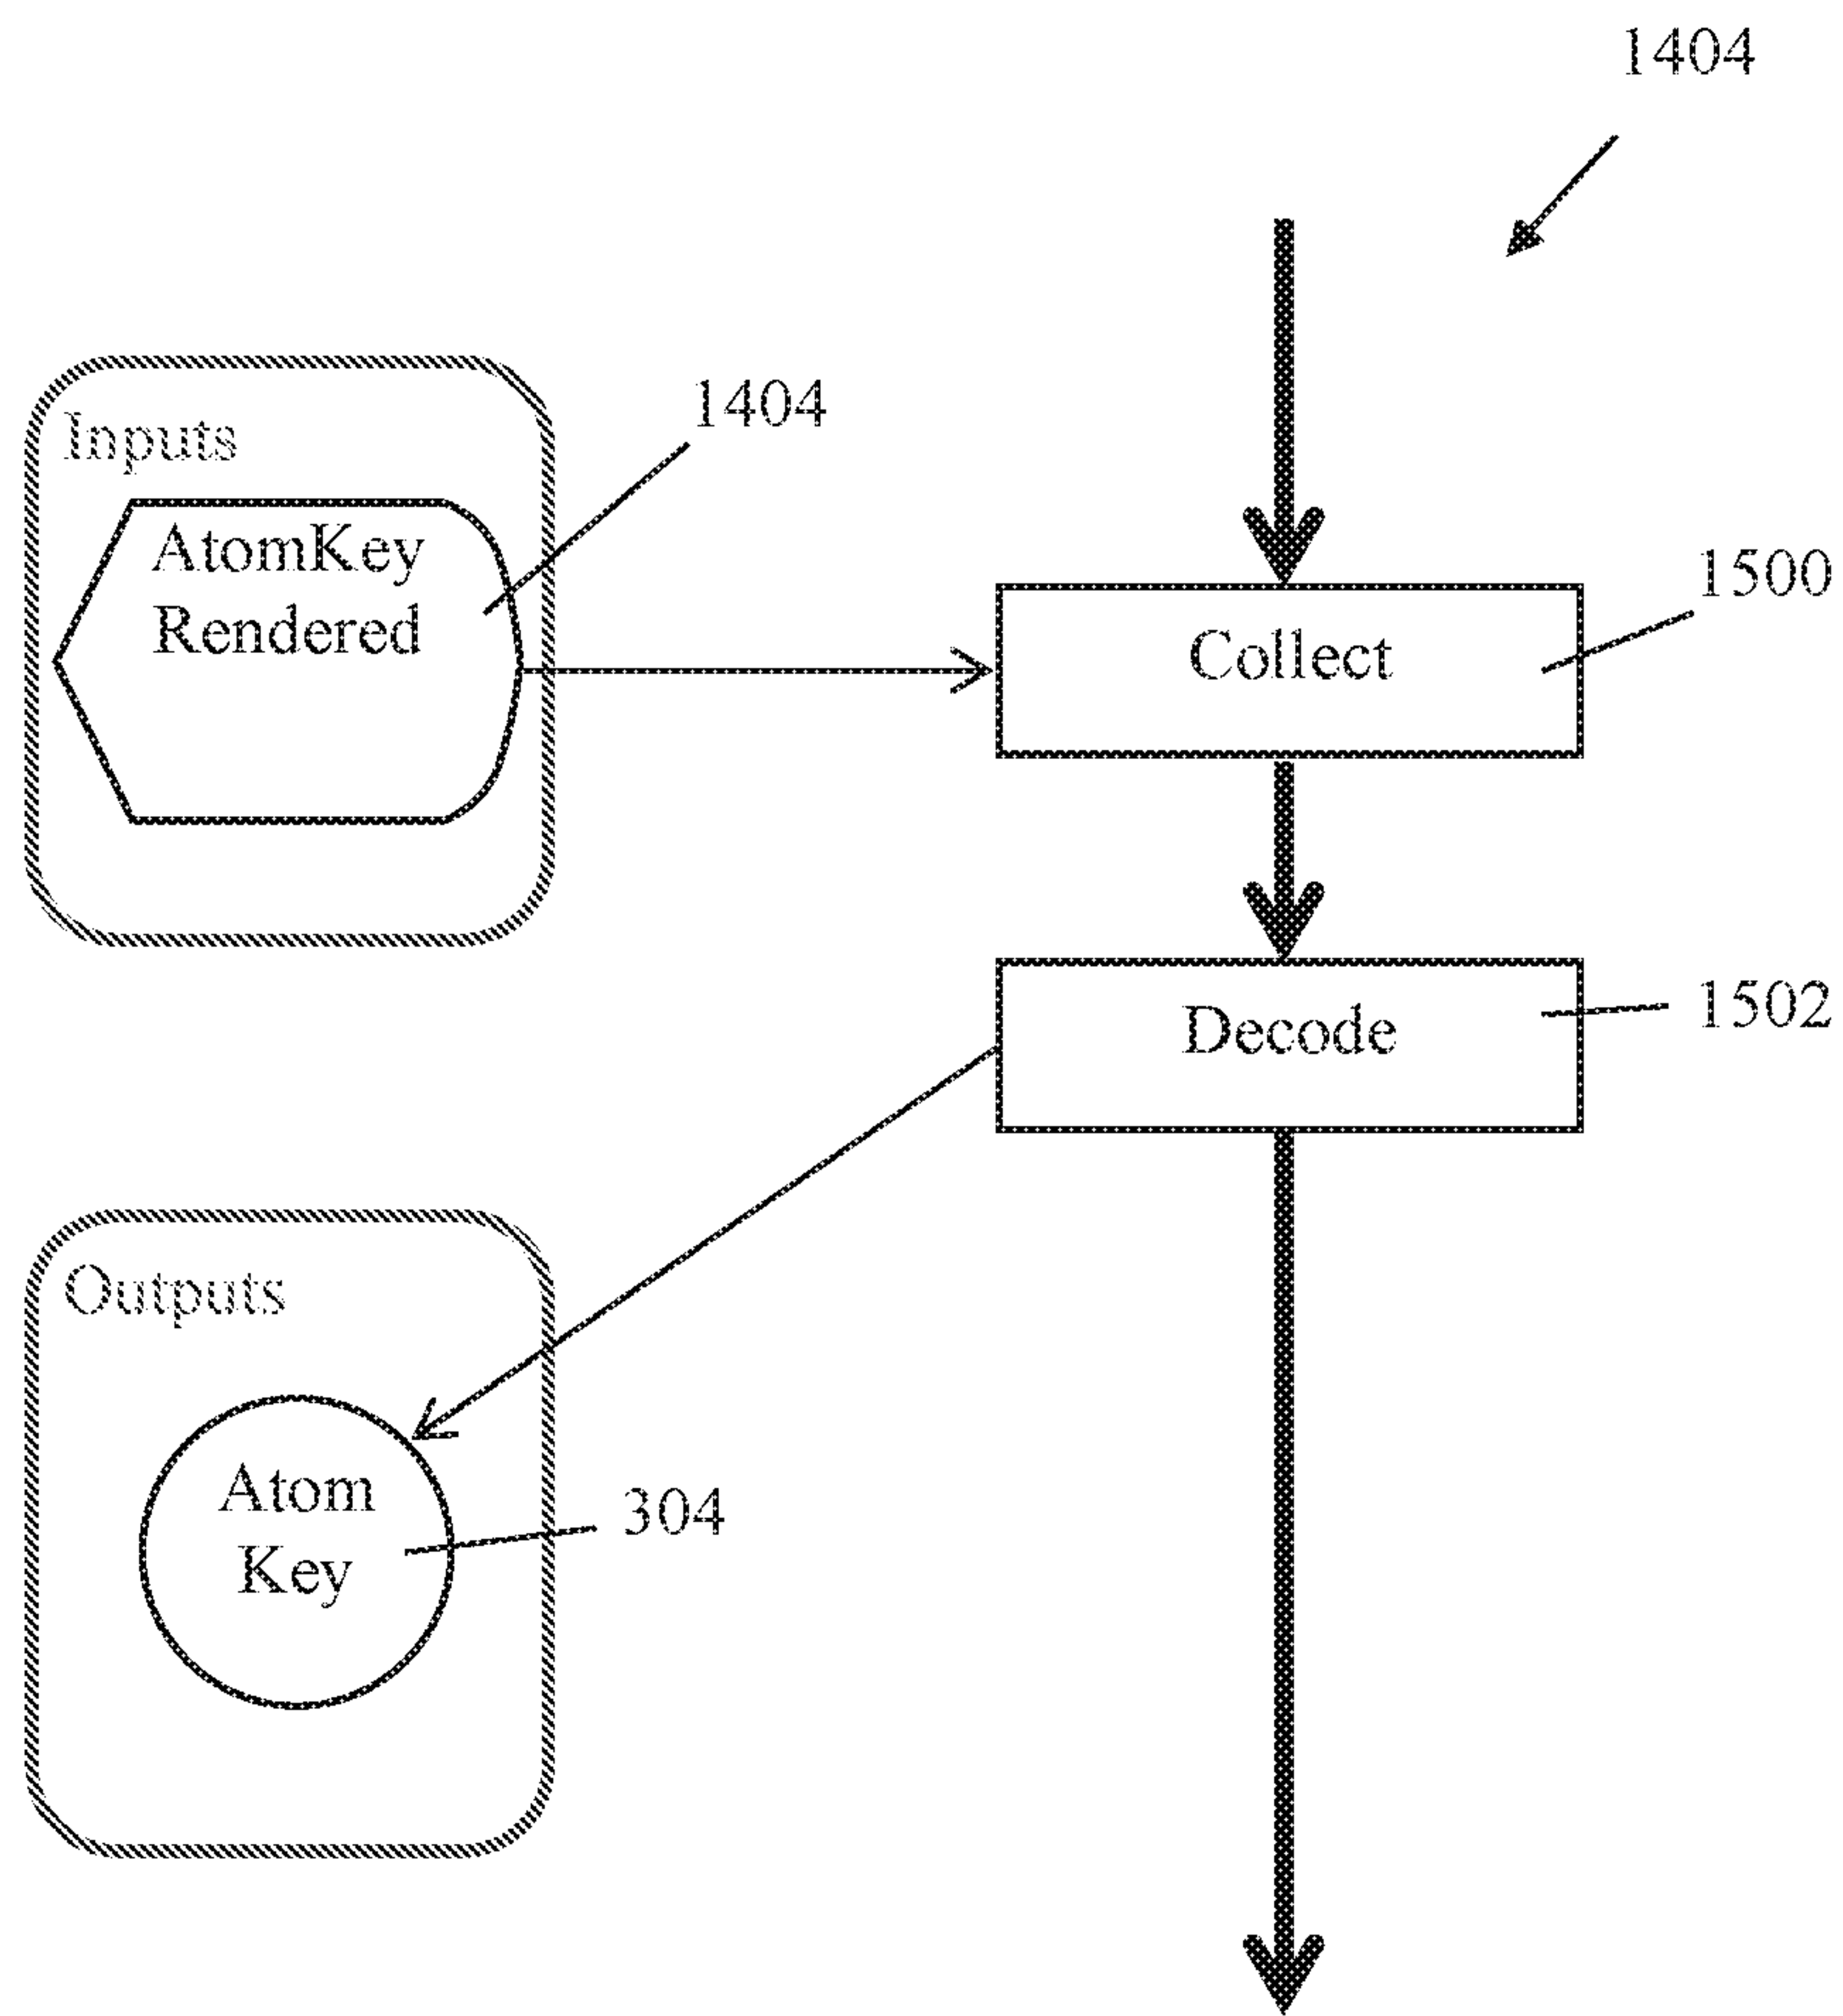 1404
Inputs
1404
AtomKey
Rendered
1500
Collect
1502
Decode
Outputs
Atom
Key
304